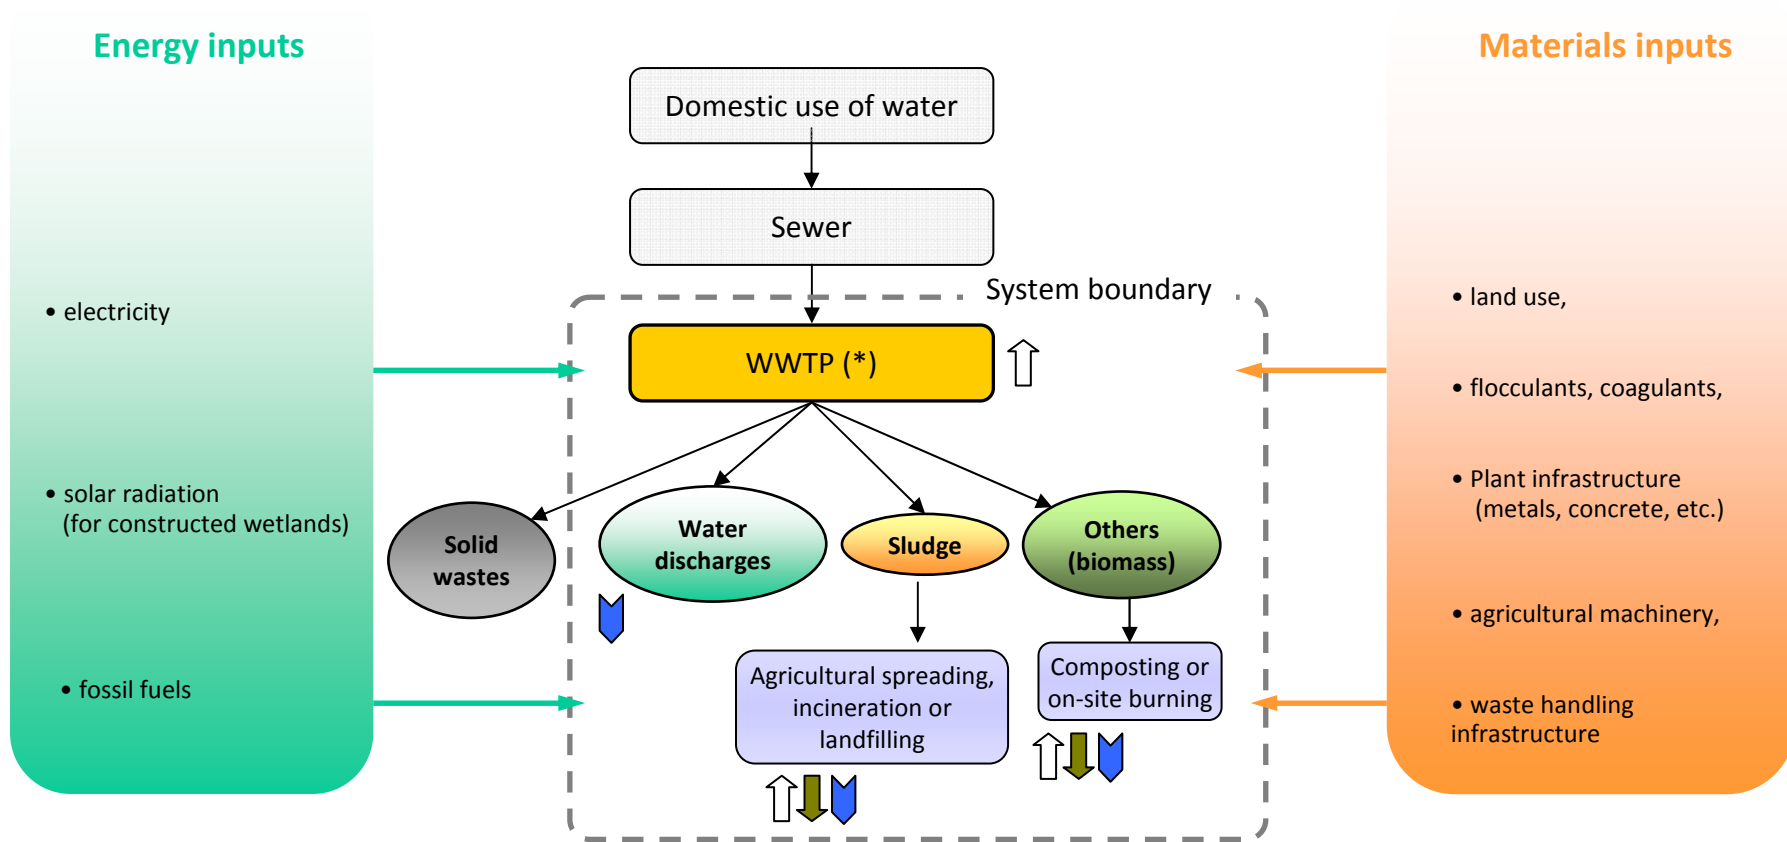 Energy inputs
• electricity
• solar radiation
(for constructed wetlands)
• fossil fuels
Domestic use of water
Sewer
System boundary
WWTP (*)
Solid
wastes
Water
discharges
Sludge
Others
(biomass)
Agricultural spreading,
incineration or
landfilling
Composting or
on-site burning
Materials inputs
• land use,
• flocculants, coagulants,
• Plant infrastructure
(metals, concrete, etc.)
• agricultural machinery,
• waste handling
infrastructure